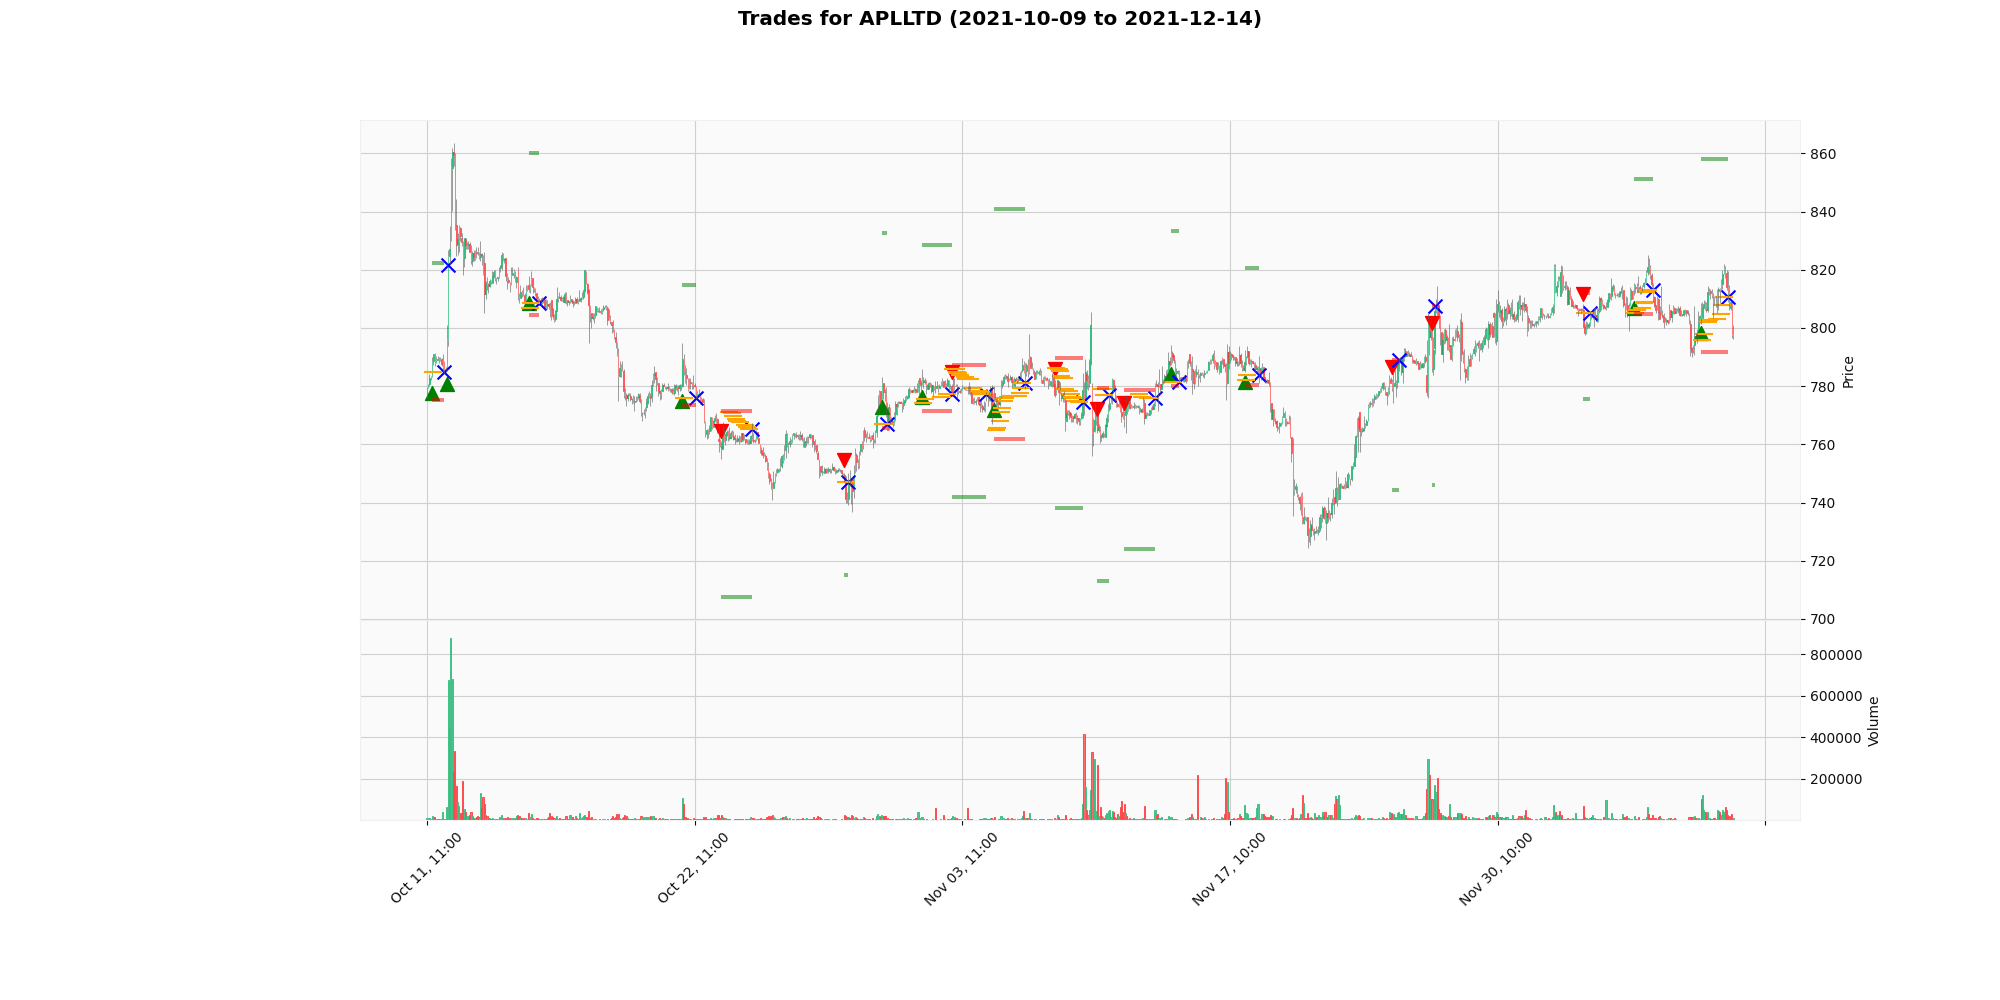 Trades for APLLTD (2021-10-09 to 2021-12-14)
860
840
820
800
780
760
740
720
700
Price
800000
600000
400000
200000
Volume
Oct 11, 11:00
Oct 22, 11:00
Nov 03, 11:00
Nov 17, 10:00
Nov 30, 10:00